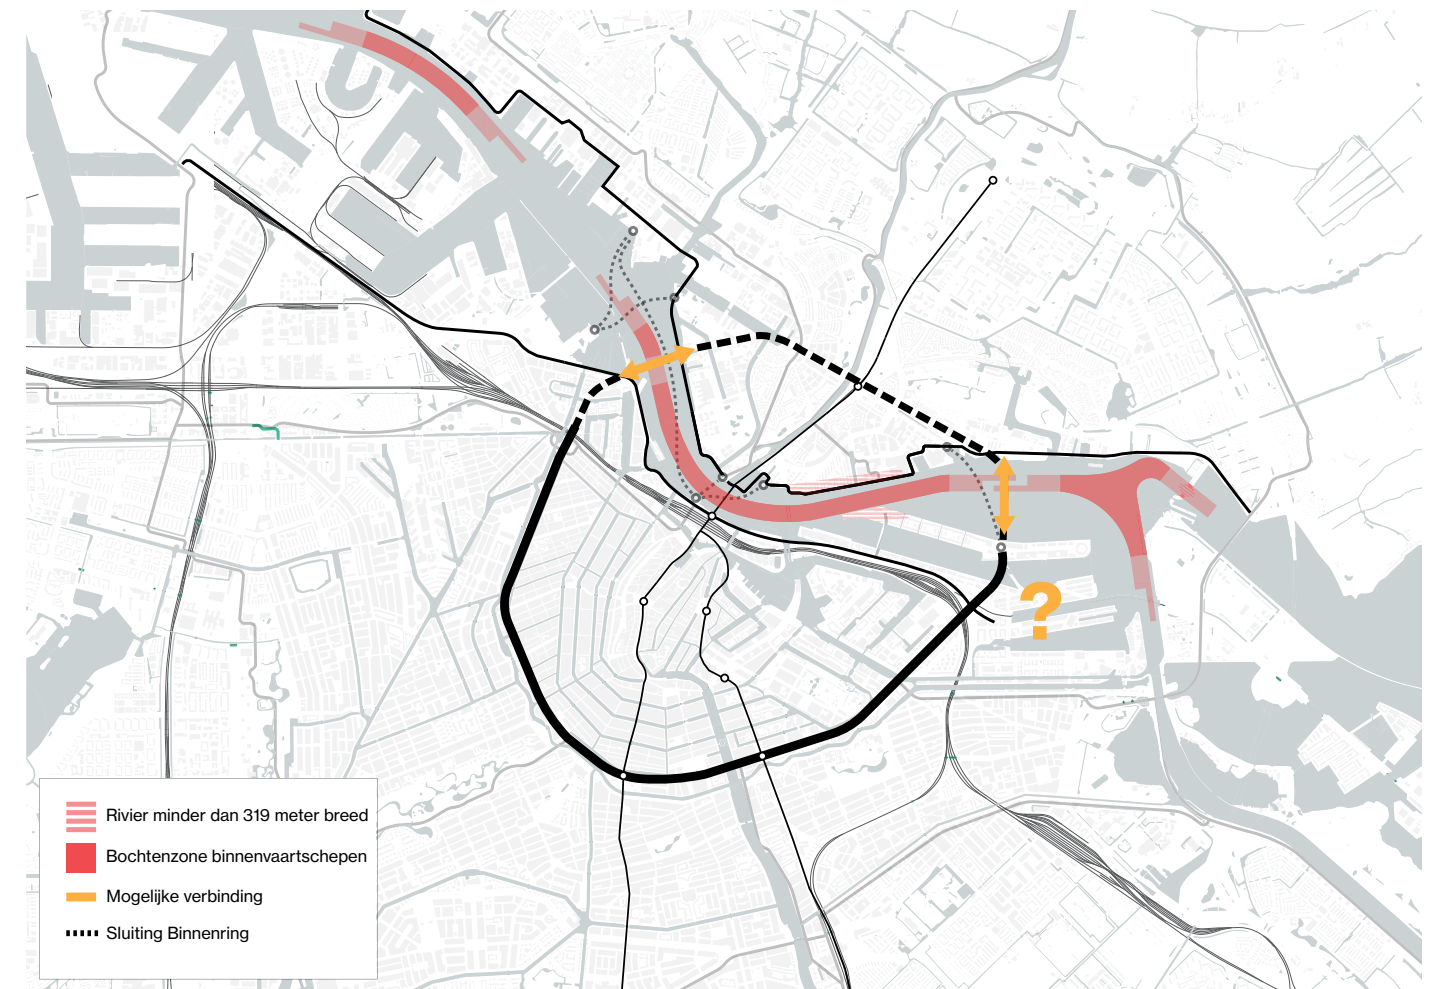 ?
Rivier minder dan 319 meter breed
Bochtenzone binnenvaartschepen
Mogelijke verbinding
Sluiting Binnenring